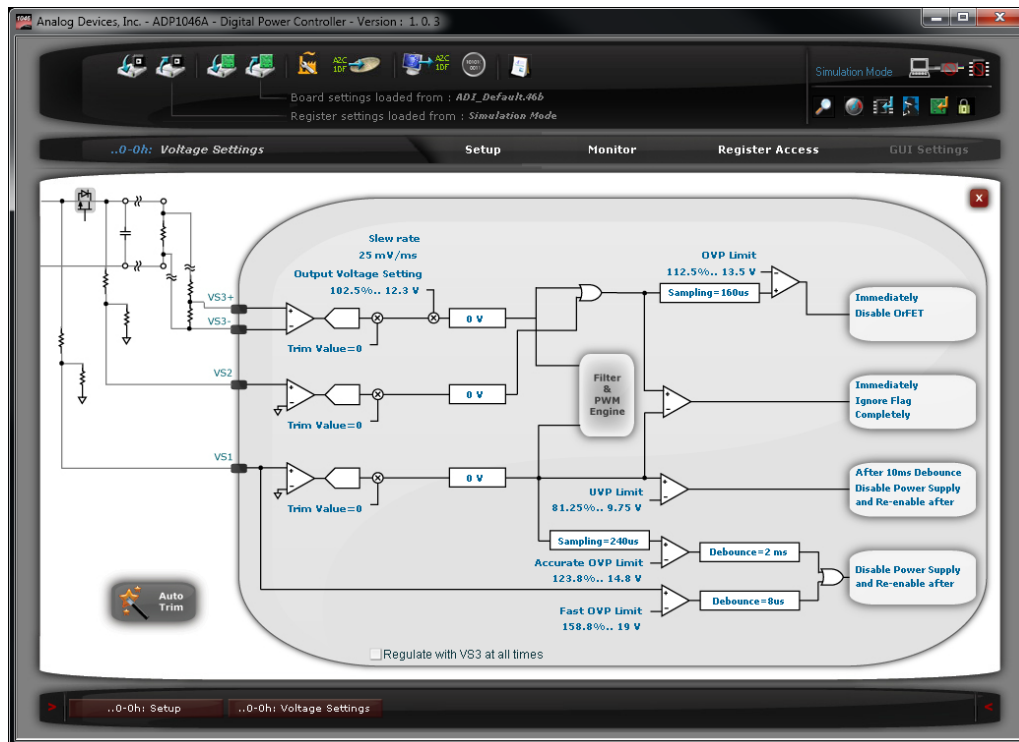 Analog Devices, Inc. - ADP1046A - Digital Power Controller - Version : 1. 0. 3
A2C
1DF
A2C
1DF
10101
001
Simulation Mode
Board settings loaded from : ADI_Default.46b
Register settings loaded from : Simulation Mode
..0-0h: Voltage Settings
Setup
Monitor
Register Access
GUI Settings
x
Slew rate
25 mV/ms
Output Voltage Setting
102.5%.. 12.3 V
OVP Limit
112.5%.. 13.5 V
Sampling=160us
VS3+
VS3-
0 V
Trim Value=0
Immediately
Disable OrFET
VS2
0 V
Trim Value=0
Filter
&
PWM
Engine
Immediately
Ignore Flag
Completely
VS1
0 V
Trim Value=0
UVP Limit
81.25%.. 9.75 V
After 10ms Debounce
Disable Power Supply
and Re-enable after
Sampling=240us
Accurate OVP Limit
123.8%.. 14.8 V
Debounce=2 ms
Fast OVP Limit
158.8%.. 19 V
Debounce=8us
Disable Power Supply
and Re-enable after
Auto
Trim
Regulate with VS3 at all times
> ..0-0h: Setup ..0-0h: Voltage Settings <